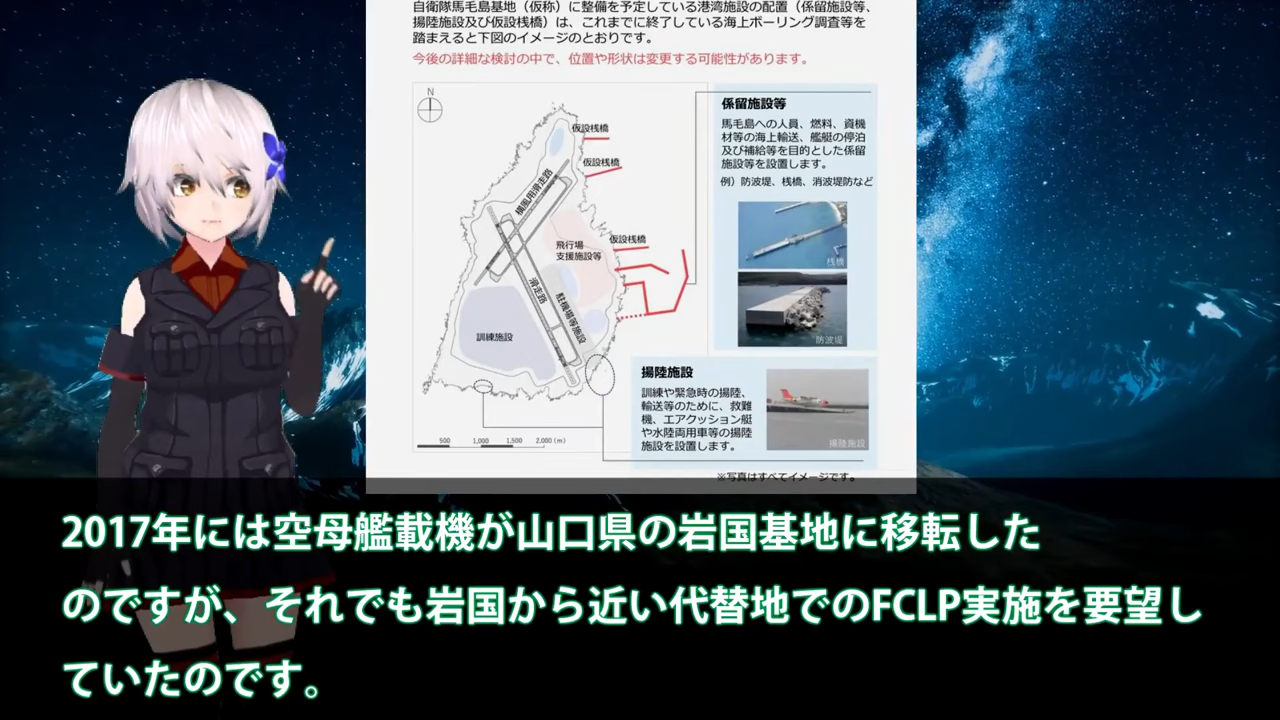 自衛隊馬毛島基地（仮称）に整備を予定している港湾施設の配置（係留施設等、
揚陸施設及び仮設桟橋）は、これまでに終了している海上ボーリング調査等を
踏まえると下図のイメージのとおりです。
今後の詳細な検討の中で、位置や形状は変更する可能性があります。
N
仮設桟橋
仮設桟橋
横風用滑走路
仮設桟橋
飛行場
支援施設等
滑走路
駐機場等施設
訓練施設
500 1,000 1,500 2,000 (m)
係留施設等
馬毛島への人員、燃料、資機
材等の海上輸送、艦艇の停泊
及び補給等を目的とした係留
施設等を設置します。
例）防波堤、桟橋、消波堤防など
桟橋
防波堤
揚陸施設
訓練や緊急時の揚陸、
輸送等のために、救難
機、エアクッション艇
や水陸両用車等の揚陸
施設を設置します。
揚陸施設
※写真はすべてイメージです。
2017年には空母艦載機が山口県の岩国基地に移転した
のですが、それでも岩国から近い代替地でのFCLP実施を要望し
ていたのです。